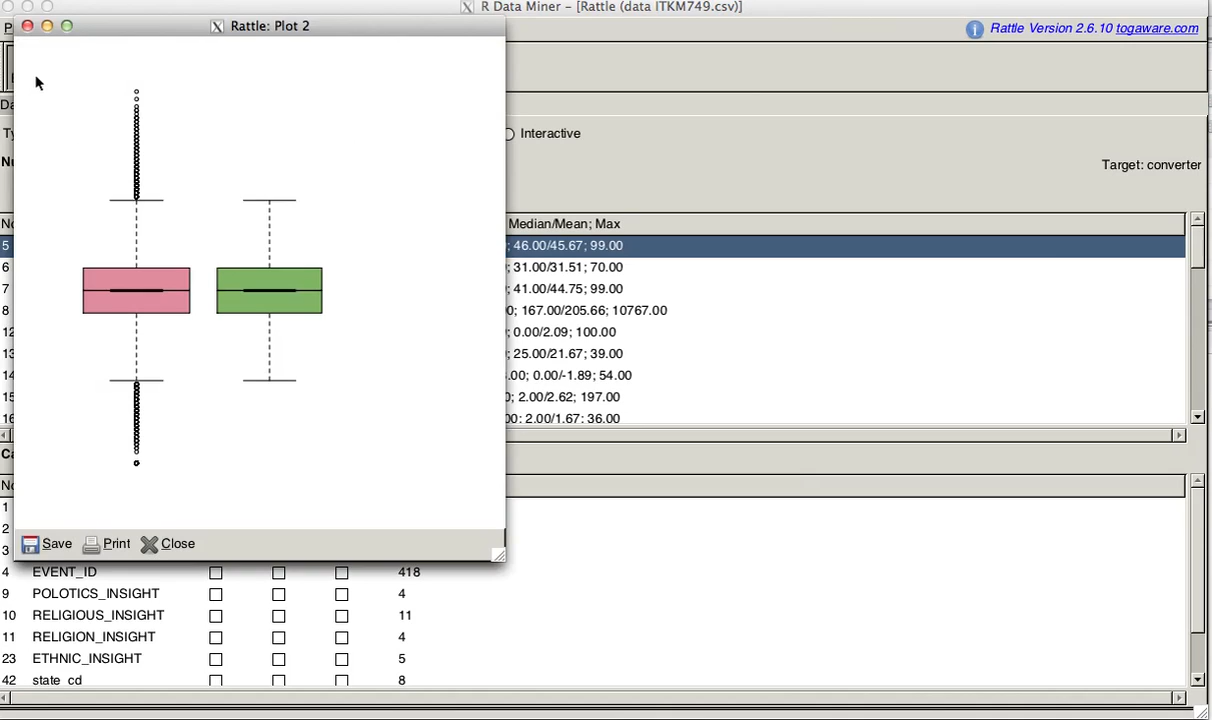 R Data Miner – [Rattle (data ITKM749.csv)]
Rattle: Plot 2
Rattle Version 2.6.10 togaware.com
Interactive
Target: converter
Median/Mean; Max
5 46.00/45.67; 99.00
6 ; 31.00/31.51; 70.00
7 ; 41.00/44.75; 99.00
8 0; 167.00/205.66; 10767.00
12 ; 0.00/2.09; 100.00
13 ; 25.00/21.67; 39.00
14 .00; 0.00/-1.89; 54.00
15 0; 2.00/2.62; 197.00
16 00; 2.00/1.67; 36.00
1
2
Save Print Close
3
4 EVENT_ID 418
9 POLOTICS_INSIGHT 4
10 RELIGIOUS_INSIGHT 11
11 RELIGION_INSIGHT 4
23 ETHNIC_INSIGHT 5
42 state_cd 8